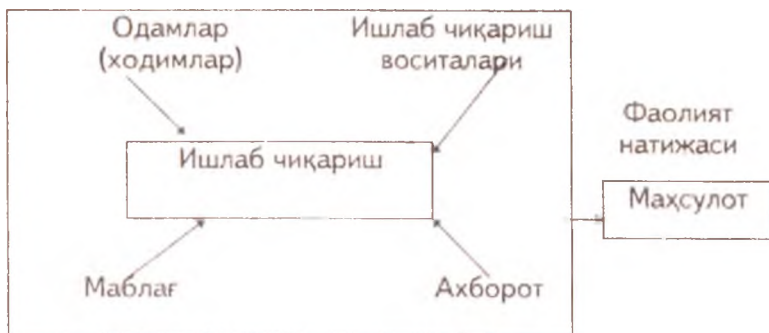 Одамлар
(ходимлар)
Ишлаб чиқариш
воситалари
Ишлаб чиқариш
Маблағ
Ахборот
Фаолият
натижаси
Маҳсулот